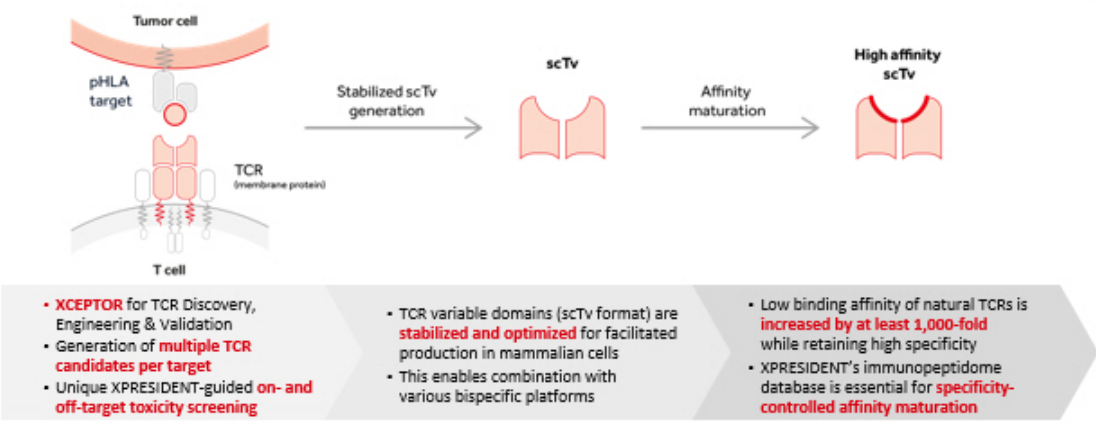 Tumor cell
pHLA
target
TCR
(membrane protein)
T cell
Stabilized scTv
generation
scTv
Affinity
maturation
High affinity
scTv
▪ XCEPTOR for TCR Discovery,
Engineering & Validation
▪ Generation of multiple TCR
candidates per target
▪ Unique XPRESIDENT-guided on- and
off-target toxicity screening
▪ TCR variable domains (scTv format) are
stabilized and optimized for facilitated
production in mammalian cells
▪ This enables combination with
various bispecific platforms
▪ Low binding affinity of natural TCRs is
increased by at least 1,000-fold
while retaining high specificity
▪ XPRESIDENT's immunopeptidome
database is essential for specificity-
controlled affinity maturation